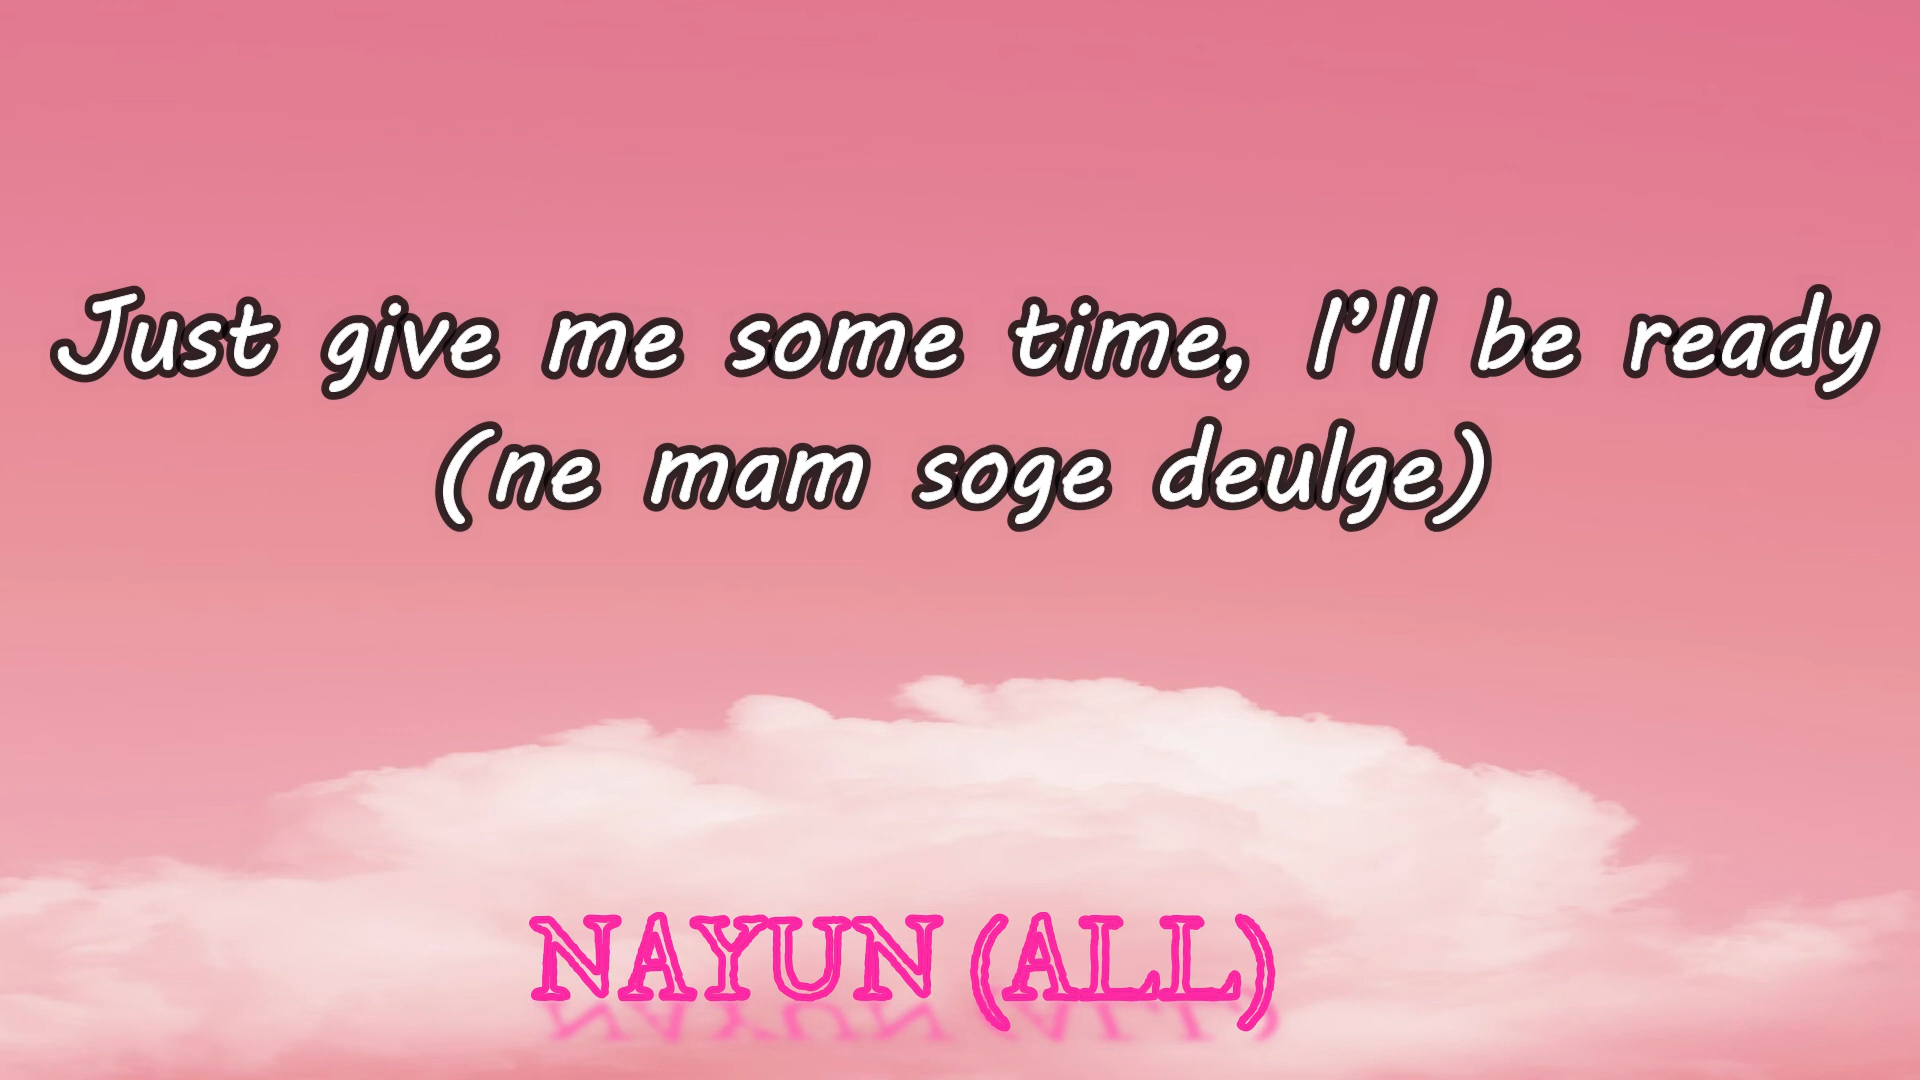 Just give me some time, I’ll be ready
(ne mam soge deulge)
NAYUN (ALL)